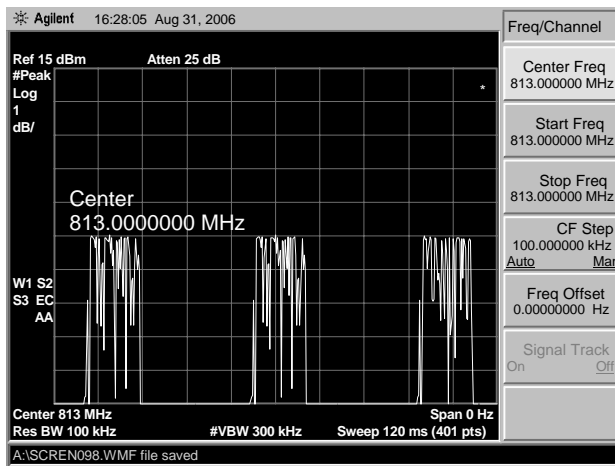 Agilent 16:28:05 Aug 31, 2006
Freq/Channel
Ref 15 dBm Atten 25 dB
#Peak
Log
1
dB/
*
Center
813.0000000 MHz
W1 S2
S3 EC
AA
Center 813 MHz Span 0 Hz
Res BW 100 kHz #VBW 300 kHz Sweep 120 ms (401 pts)
A:\SCREN098.WMF file saved
Center Freq
813.000000 MHz
Start Freq
813.000000 MHz
Stop Freq
813.000000 MHz
CF Step
100.000000 kHz
Auto Man
Freq Offset
0.00000000 Hz
Signal Track
On Off